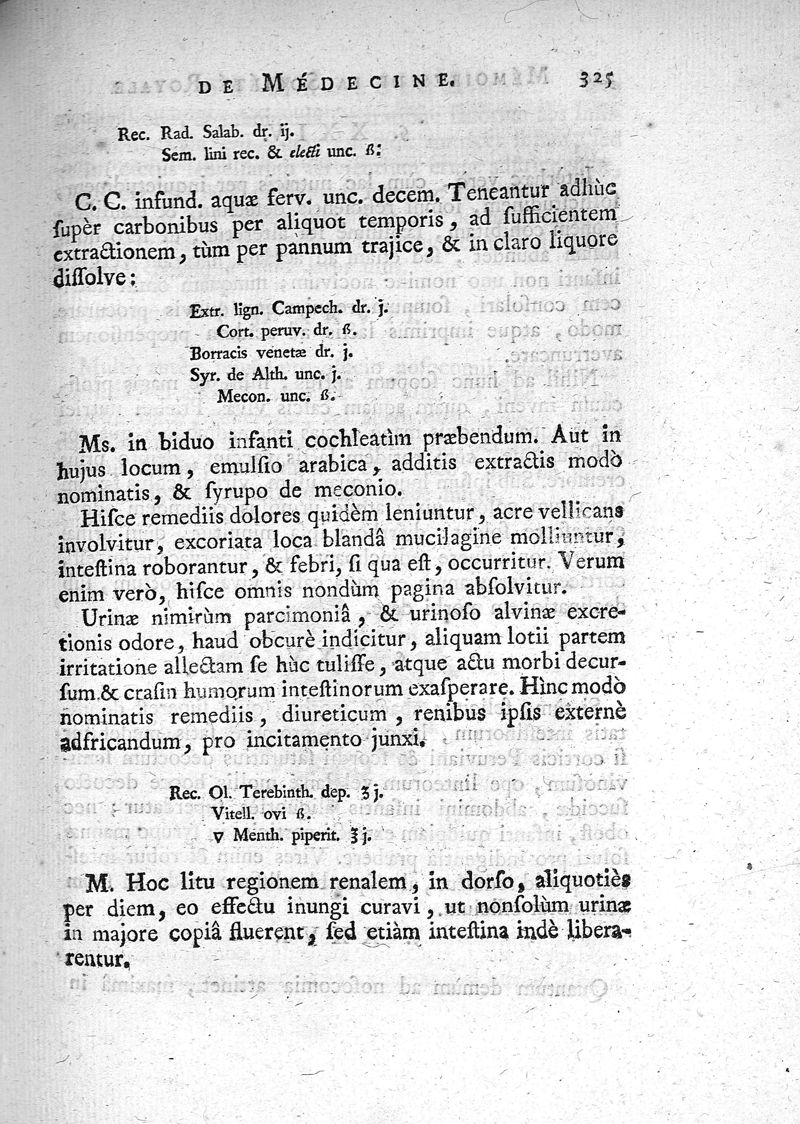 DE MÉDECINE. 325
Rec. Rad. Salab. dr. ij.
Sem. lini rec. & electi unc. ß.
C. C. infund. aquæ ferv. unc. decem. Teneantur adhùc
ſupèr carbonibus per aliquot temporis, ad ſufficientem
extractionem, tùm per pannum trajice, & in claro liquore
diſſolve:
Extr. lign. Campech. dr. j.
Cort. peruv. dr. ß.
Borracis venetæ dr. j.
Syr. de Alth. unc. j.
Mecon. unc. ß.
Ms. in biduo infanti cochleatìm præbendum. Aut in
hujus locum, emulſio arabica, additis extractis modò
nominatis, & ſyrupo de meconio.
Hiſce remediis dolores quidèm leniuntur, acre vellicans
involvitur, excoriata loca blandâ mucilagine molliuntur,
inteſtina roborantur, & febri, ſi qua eſt, occurritur. Verum
enim verò, hiſce omnis nondùm pagina abſolvitur.
Urinæ nimirùm parcimoniâ, & urinoſo alvinæ excre-
tionis odore, haud obcurè indicitur, aliquam lotii partem
irritatione allectam ſe hùc tuliſſe, atque actu morbi decur-
ſum & craſin humorum inteſtinorum exaſperare. Hìnc modò
nominatis remediis, diureticum, renibus ipſis externè
adfricandum, pro incitamento junxi.
Rec. Ol. Terebinth. dep. ʒ j.
Vitell. ovi ß.
▽ Menth. piperit. ℥ j.
M. Hoc litu regionem renalem, in dorſo, aliquotiès
per diem, eo effectu inungi curavi, ut nonſolùm urinæ
in majore copiâ fluerent, ſed etiàm inteſtina indè libera-
rentur.